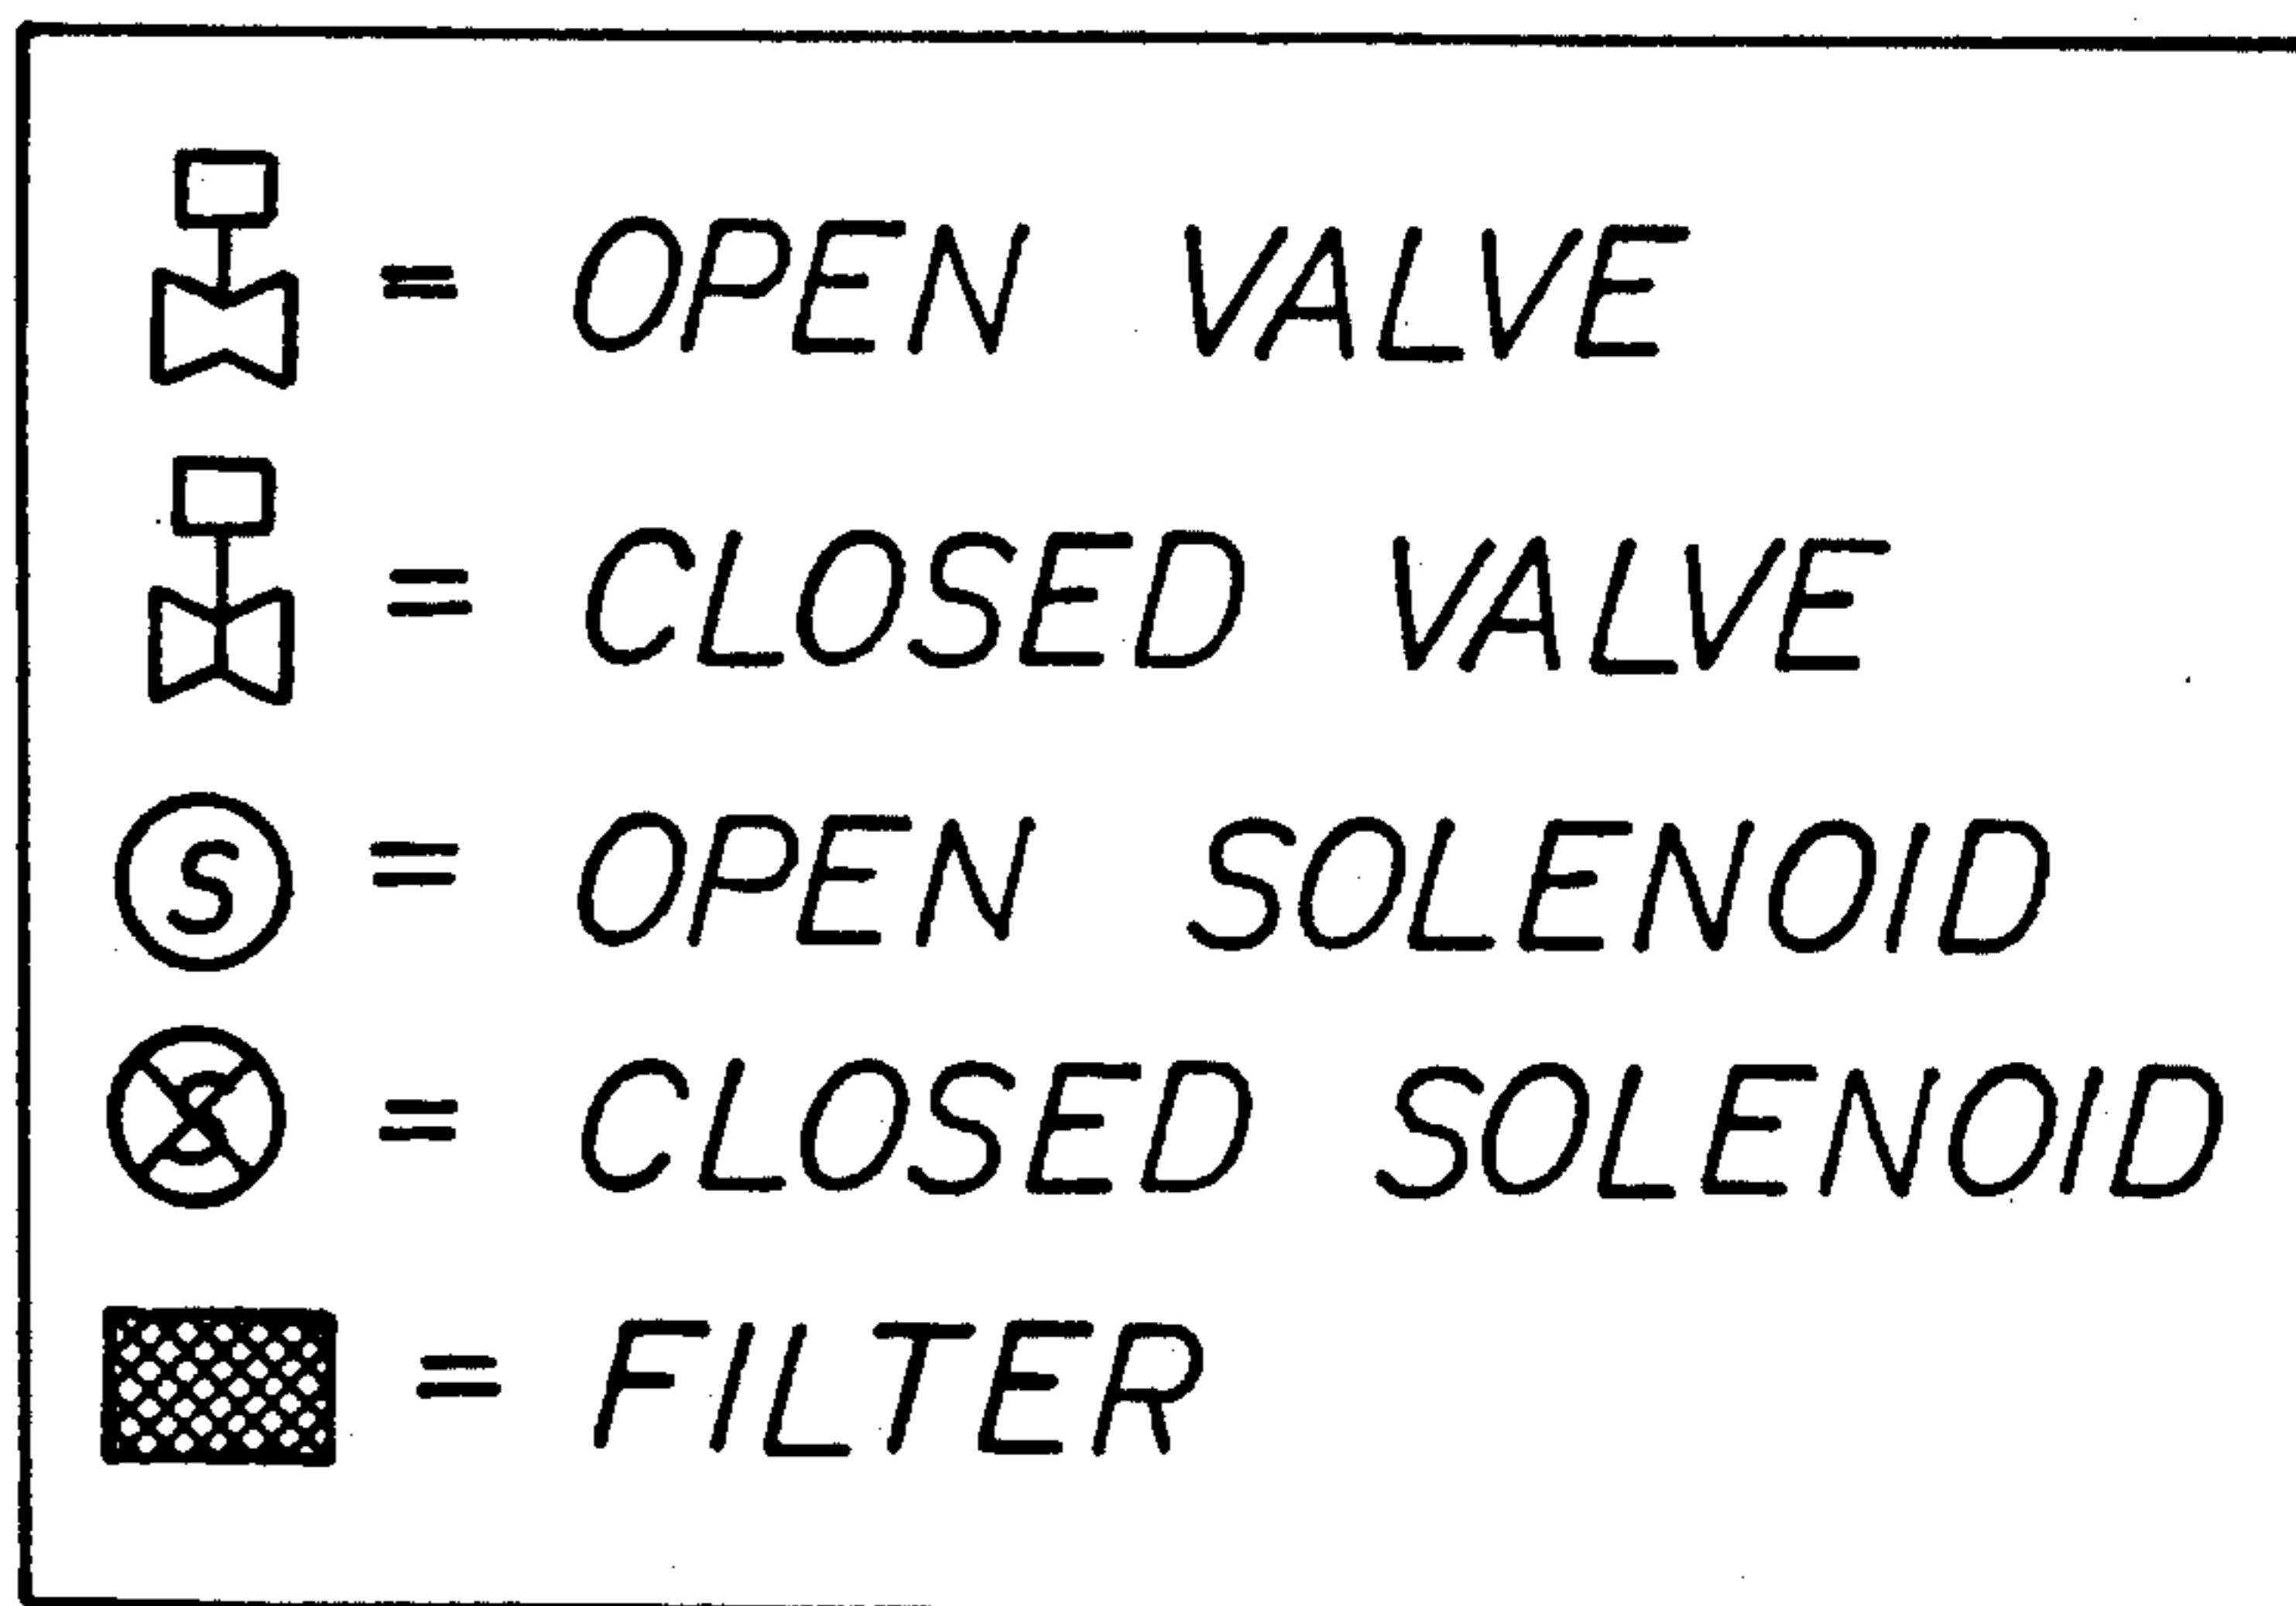 = OPEN VALVE
= CLOSED VALVE
S = OPEN SOLENOID
S = CLOSED SOLENOID
= FILTER